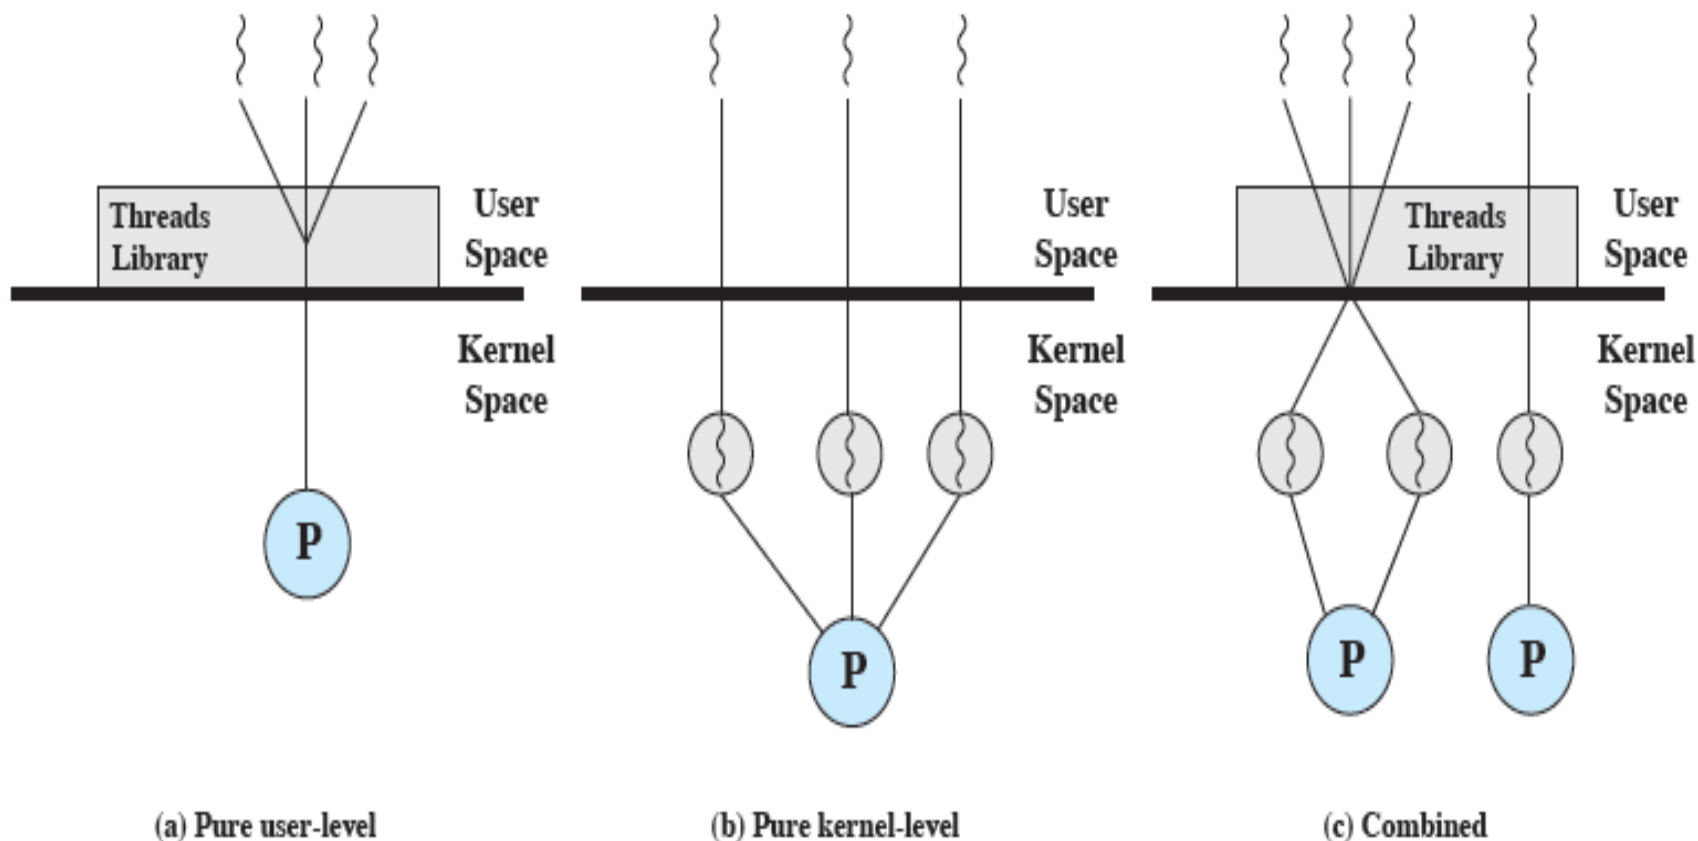 Threads
Library
User
Space
Kernel
Space
P
(a) Pure user-level
User
Space
Kernel
Space
P
(b) Pure kernel-level
Threads
Library
User
Space
Kernel
Space
P
P
(c) Combined